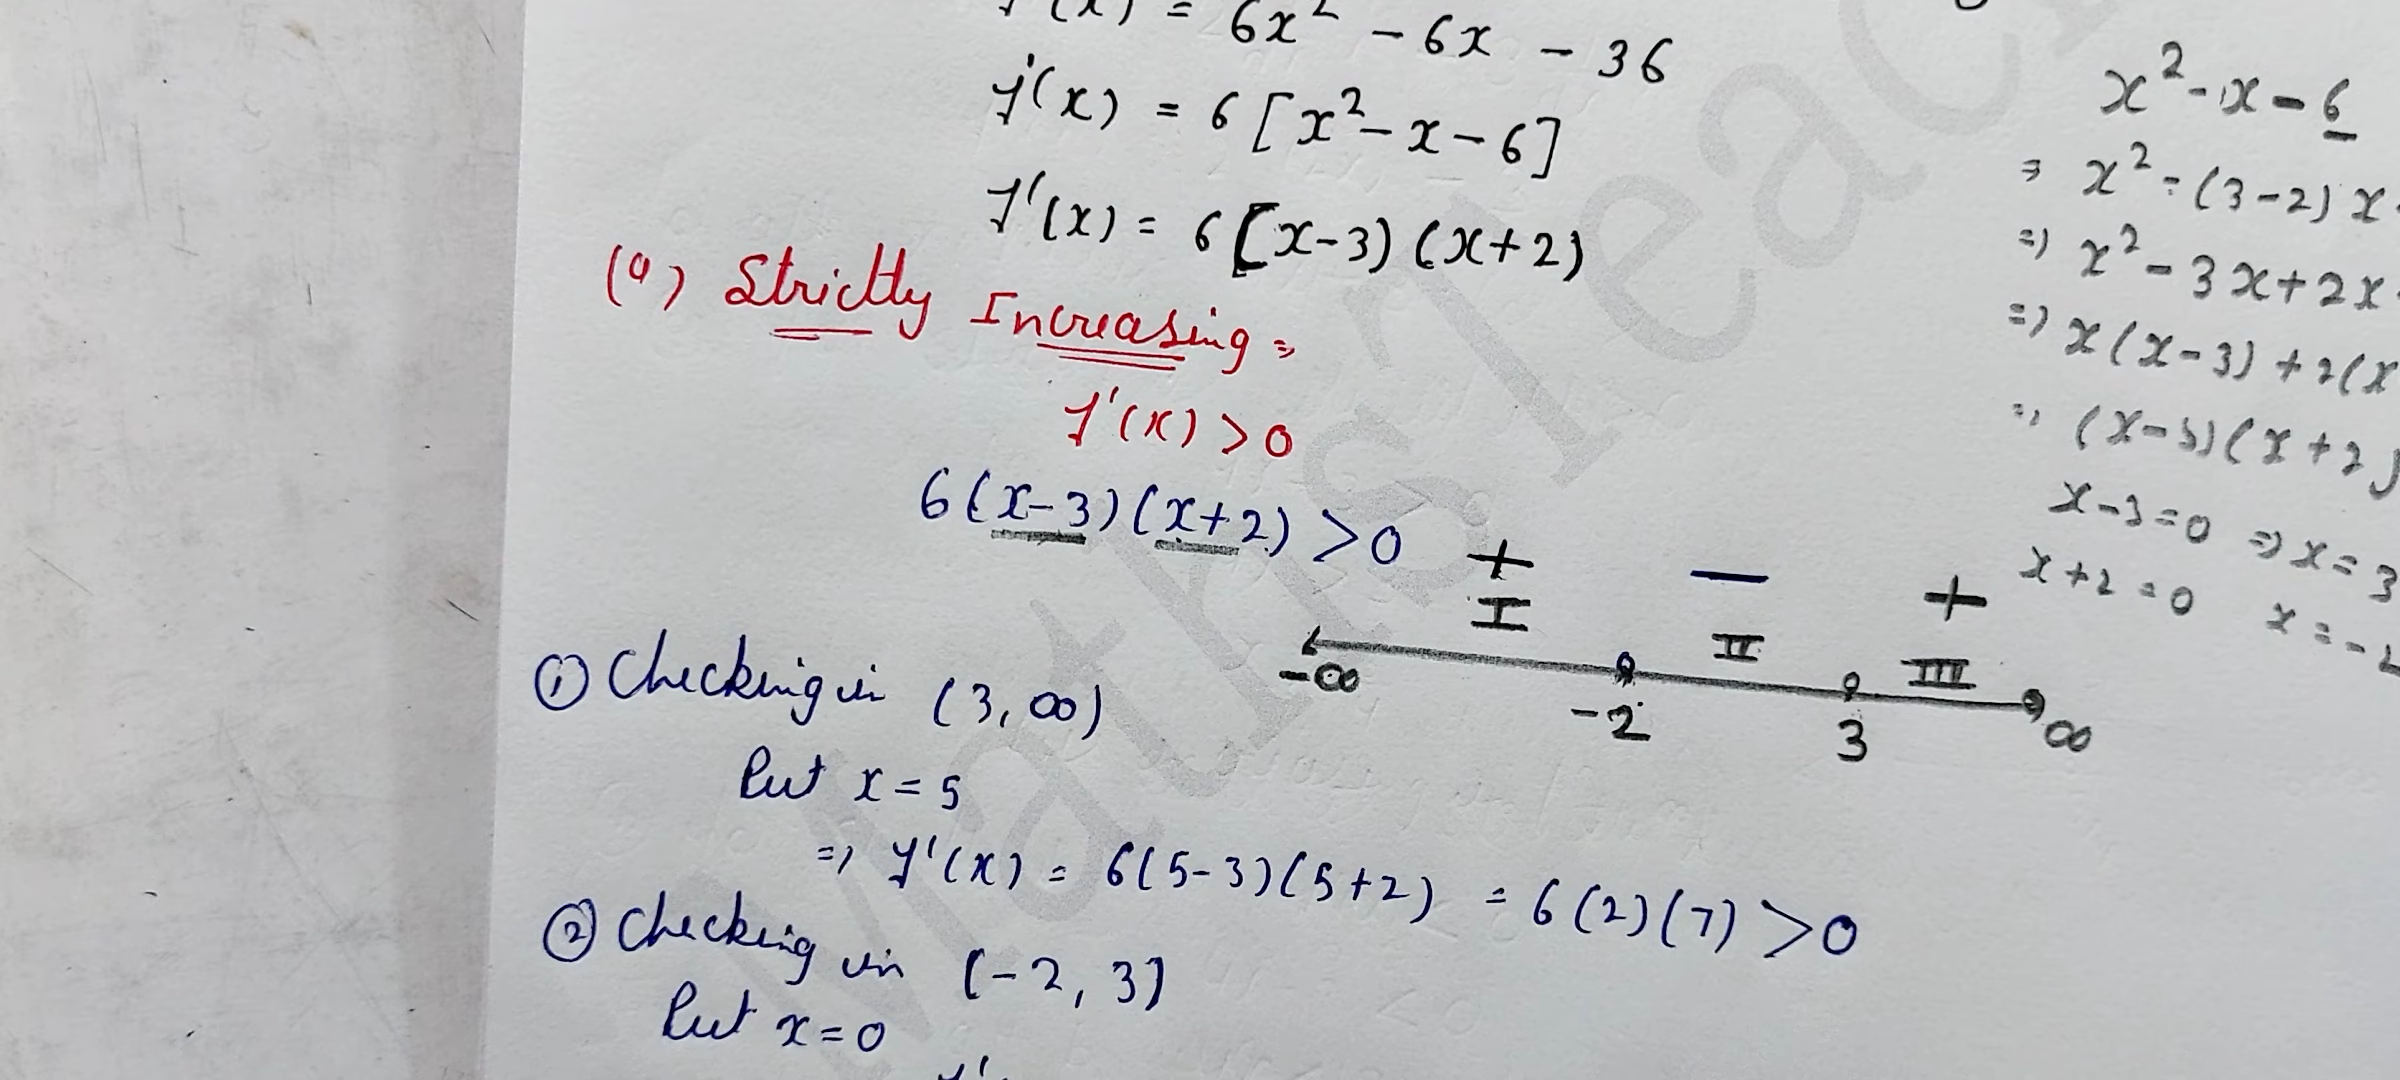 f'(x) = 6x² - 6x - 36
f'(x) = 6[x² - x - 6]
f'(x) = 6(x-3)(x+2)
(a) Strictly Increasing ⇒
f'(x) > 0
6(x-3)(x+2) > 0
+ - +
I II III
-∞ -2 3 ∞
① Checking in (3, ∞)
Put x = 5
⇒ f'(x) = 6(5-3)(5+2) = 6(2)(7) > 0
② Checking in (-2, 3)
Put x = 0
x² - x - 6
⇒ x² - (3-2)x
⇒ x² - 3x + 2x
⇒ x(x-3) + 2(x
⇒ (x-3)(x+2)
x-3 = 0 ⇒ x = 3
x+2 = 0 x = -2
Maths Teac